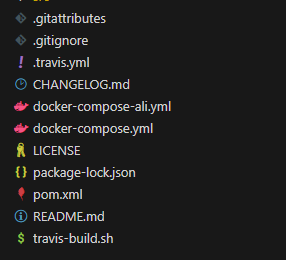 .gitattributes
.gitignore
.travis.yml
CHANGELOG.md
docker-compose-ali.yml
docker-compose.yml
LICENSE
package-lock.json
pom.xml
README.md
travis-build.sh